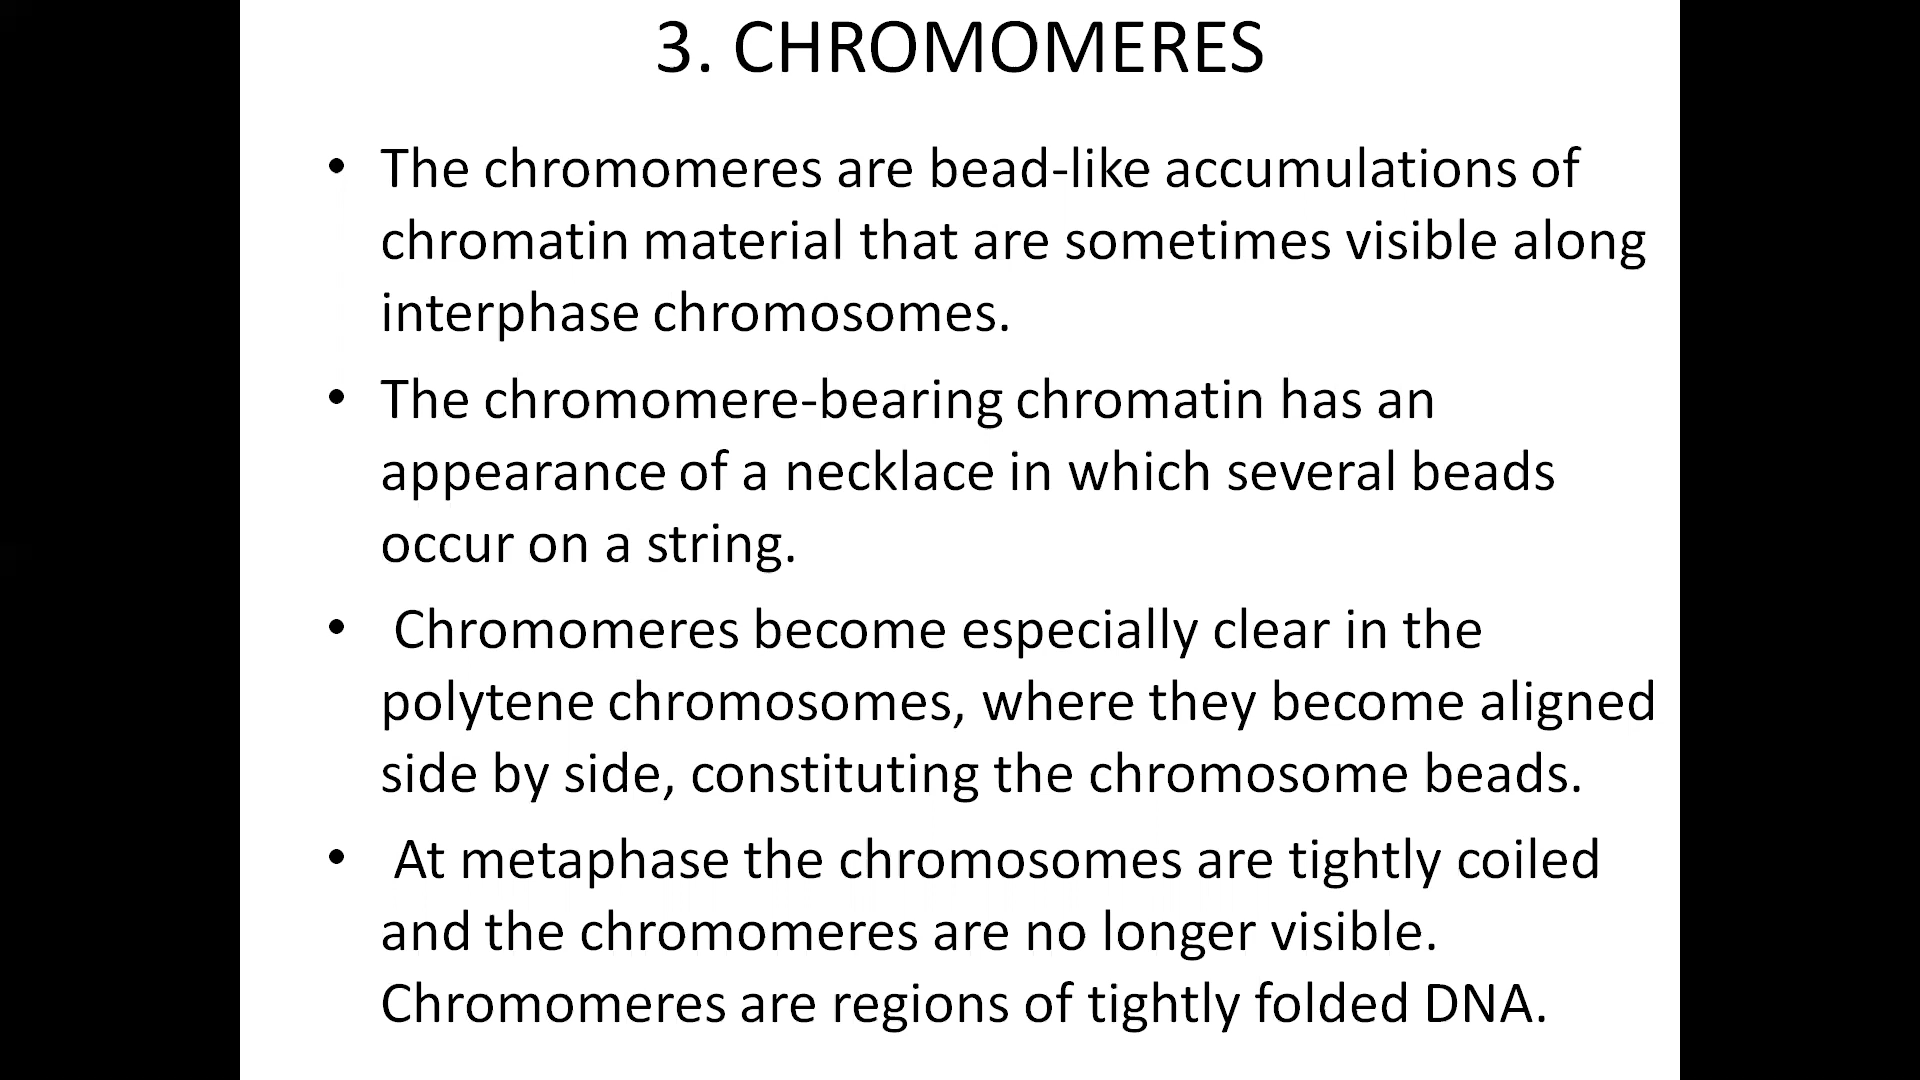 3. CHROMOMERES
• The chromomeres are bead-like accumulations of
chromatin material that are sometimes visible along
interphase chromosomes.
• The chromomere-bearing chromatin has an
appearance of a necklace in which several beads
occur on a string.
• Chromomeres become especially clear in the
polytene chromosomes, where they become aligned
side by side, constituting the chromosome beads.
• At metaphase the chromosomes are tightly coiled
and the chromomeres are no longer visible.
Chromomeres are regions of tightly folded DNA.